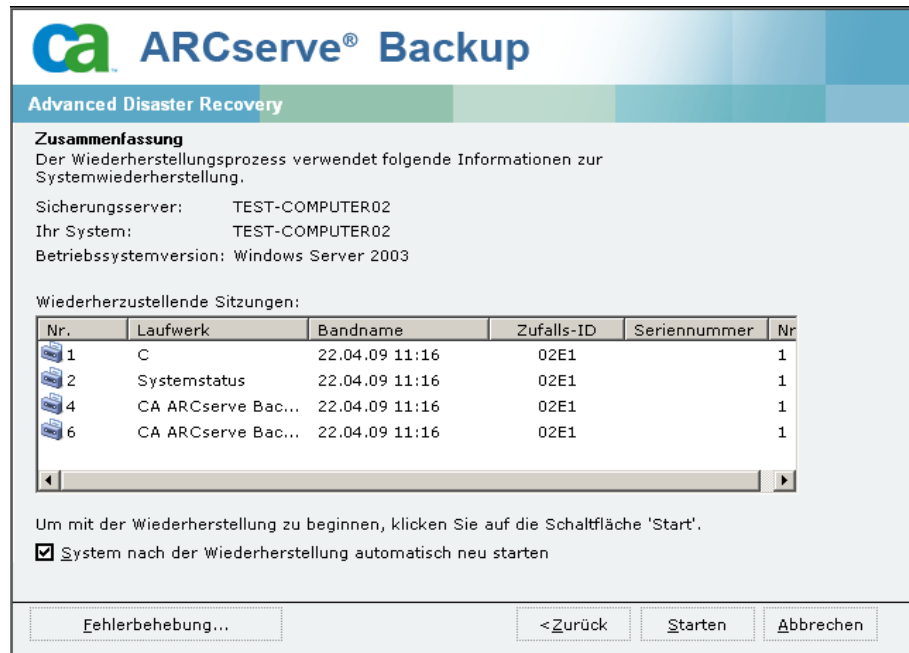 ca ARCserve® Backup
Advanced Disaster Recovery
Zusammenfassung
Der Wiederherstellungsprozess verwendet folgende Informationen zur
Systemwiederherstellung.
Sicherungsserver: TEST-COMPUTER02
Ihr System: TEST-COMPUTER02
Betriebssystemversion: Windows Server 2003
Wiederherzustellende Sitzungen:
Nr. Laufwerk Bandname Zufalls-ID Seriennummer Nr
1 C 22.04.09 11:16 02E1 1
2 Systemstatus 22.04.09 11:16 02E1 1
4 CA ARCserve Bac... 22.04.09 11:16 02E1 1
6 CA ARCserve Bac... 22.04.09 11:16 02E1 1
Um mit der Wiederherstellung zu beginnen, klicken Sie auf die Schaltfläche 'Start'.
System nach der Wiederherstellung automatisch neu starten
Fehlerbehebung... <Zurück Starten Abbrechen